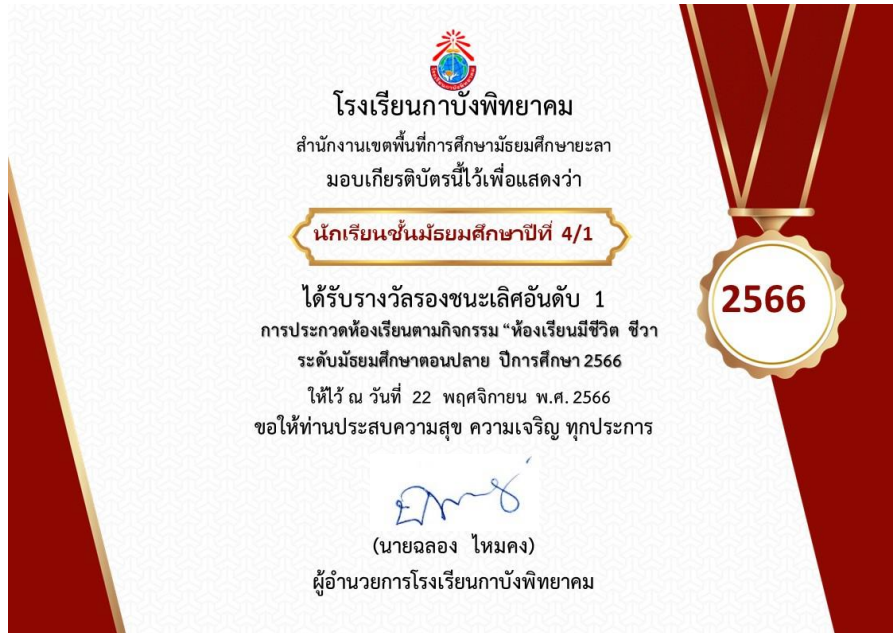 โรงเรียนกาบังพิทยาคม
สำนักงานเขตพื้นที่การศึกษามัธยมศึกษายะลา
มอบเกียรติบัตรนี้ไว้เพื่อแสดงว่า
นักเรียนชั้นมัธยมศึกษาปีที่ 4/1
ได้รับรางวัลรองชนะเลิศอันดับ 1
การประกวดห้องเรียนตามกิจกรรม “ห้องเรียนมีชีวิต ชีวา
ระดับมัธยมศึกษาตอนปลาย ปีการศึกษา 2566
ให้ไว้ ณ วันที่ 22 พฤศจิกายน พ.ศ. 2566
ขอให้ท่านประสบความสุข ความเจริญ ทุกประการ
(นายฉลอง ไหมคง)
ผู้อำนวยการโรงเรียนกาบังพิทยาคม
2566